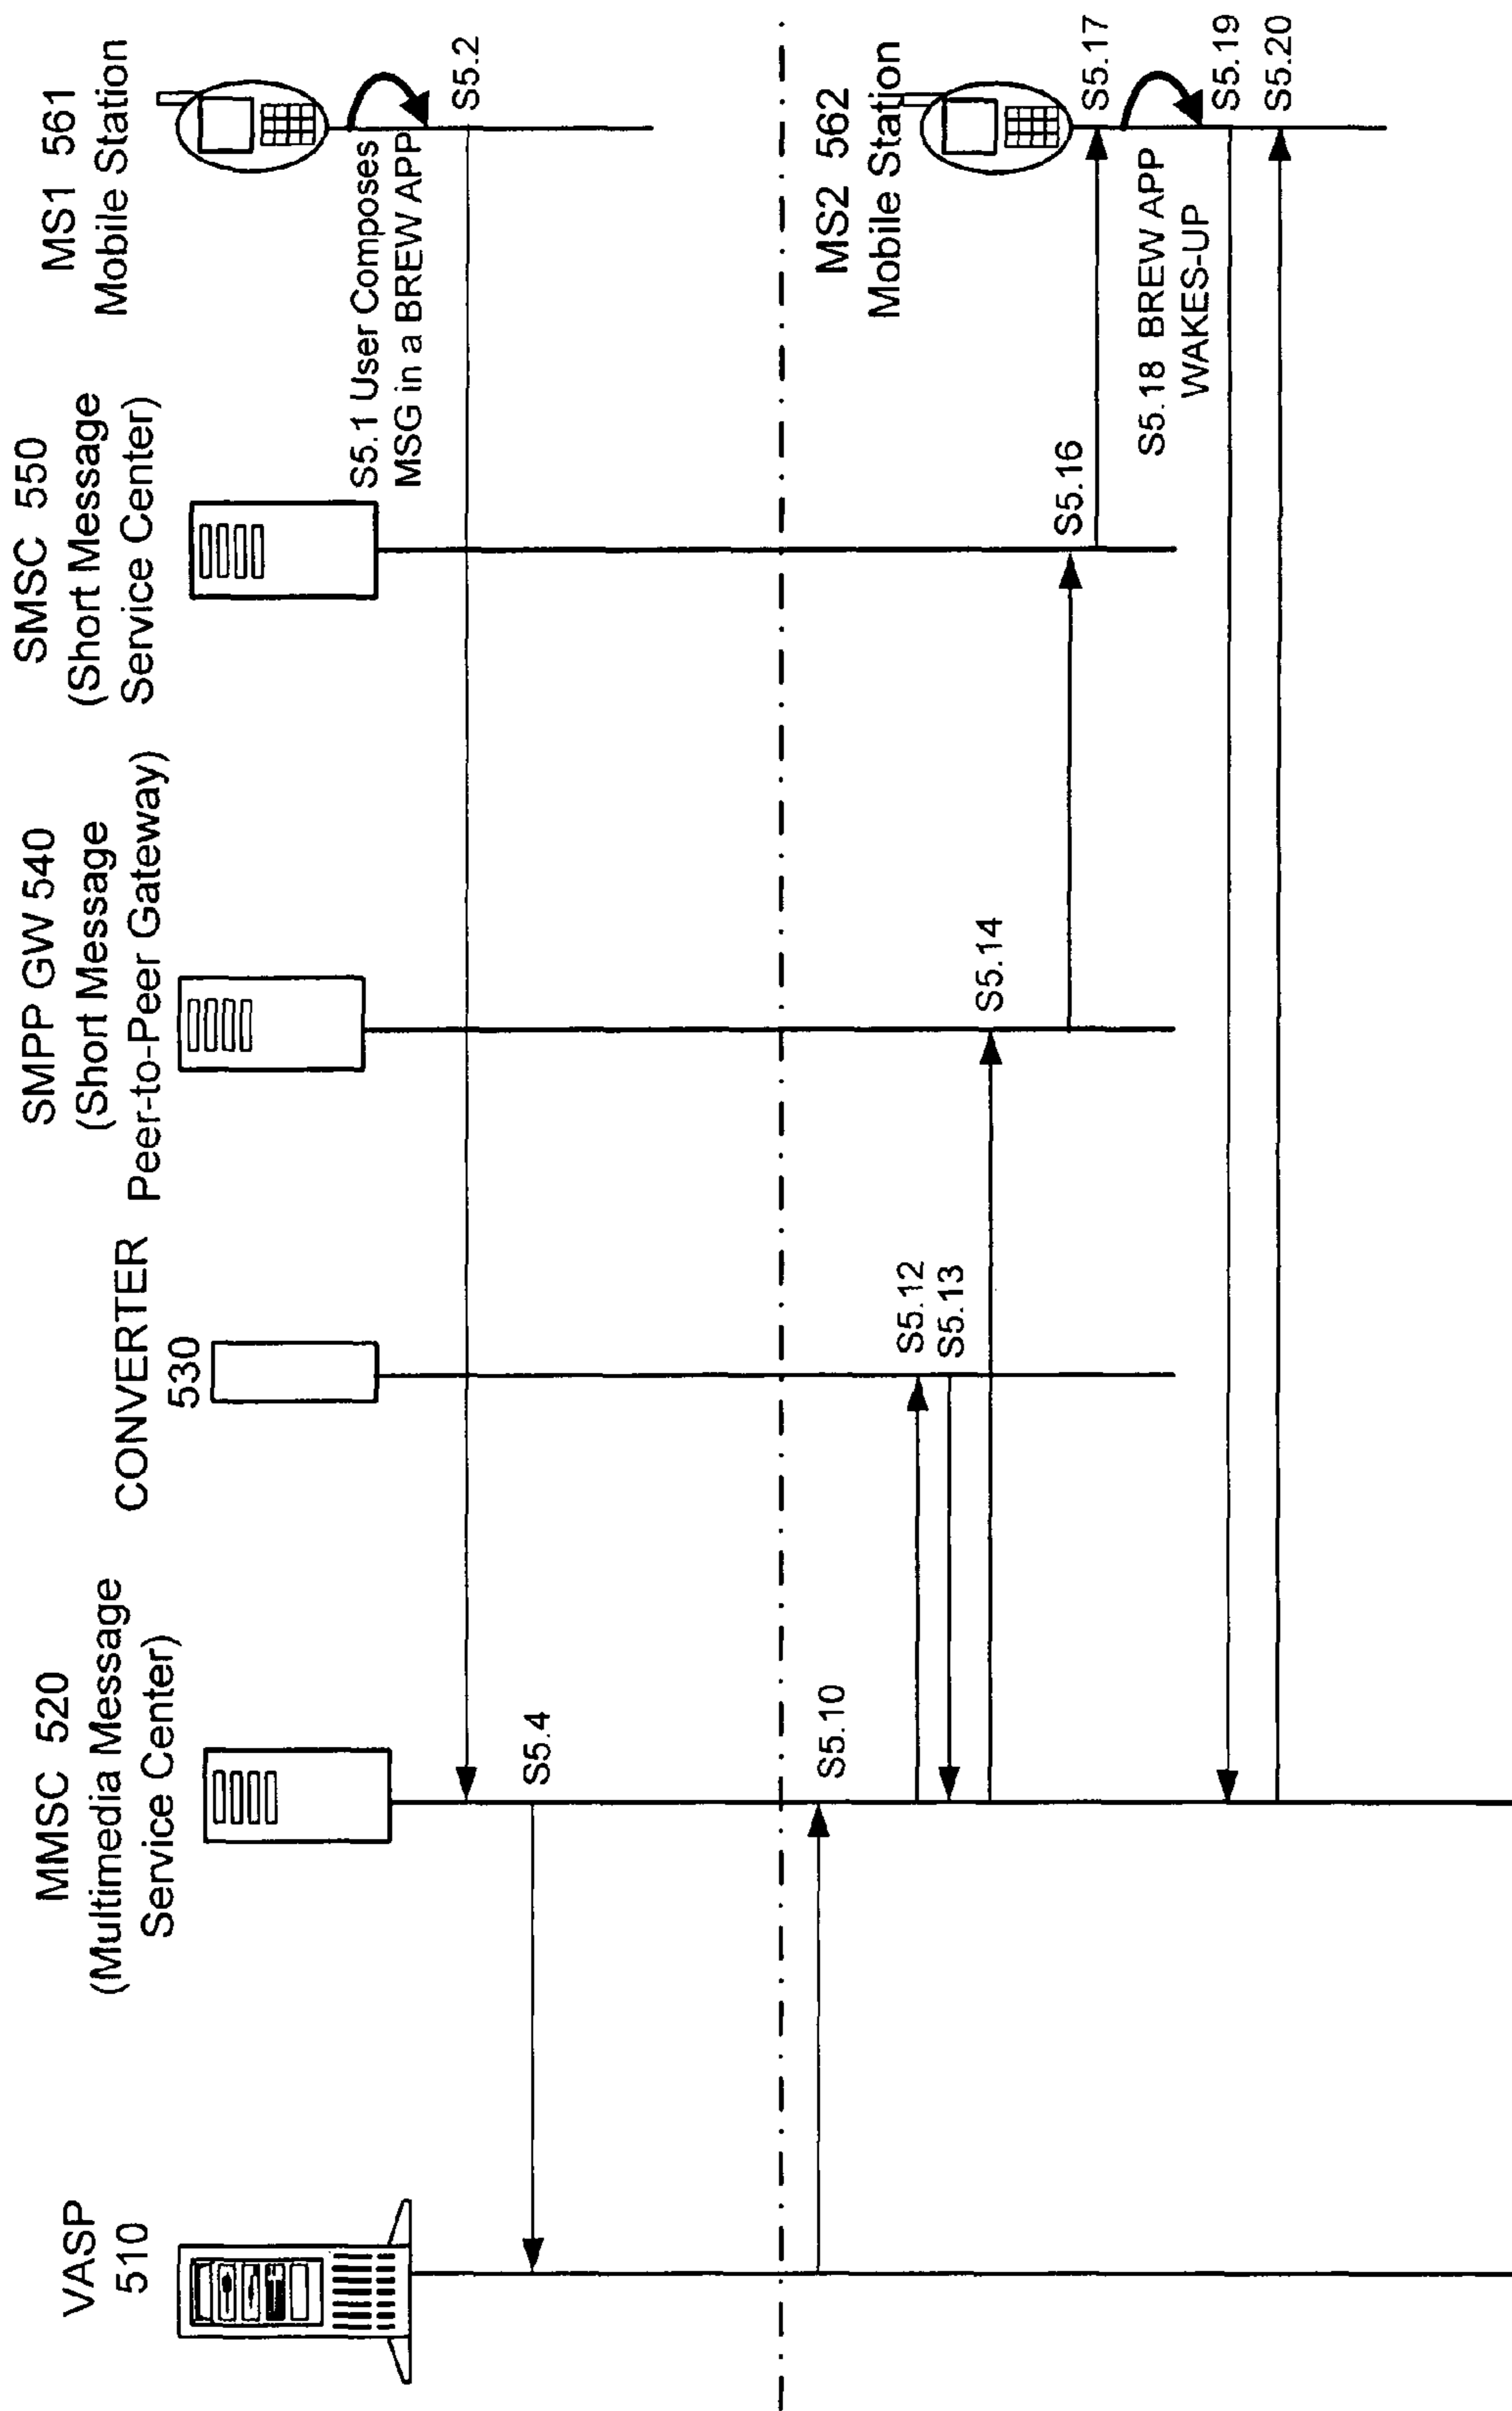 VASP
510
MMSC 520
(Multimedia Message
Service Center)
CONVERTER
530
SMPP GW 540
(Short Message
Peer-to-Peer Gateway)
SMSC 550
(Short Message
Service Center)
MS1 561
Mobile Station
S5.1 User Composes
MSG in a BREW APP
S5.2
S5.4
MS2 562
Mobile Station
S5.10
S5.12
S5.13
S5.14
S5.16
S5.17
S5.18 BREW APP
WAKES-UP
S5.19
S5.20